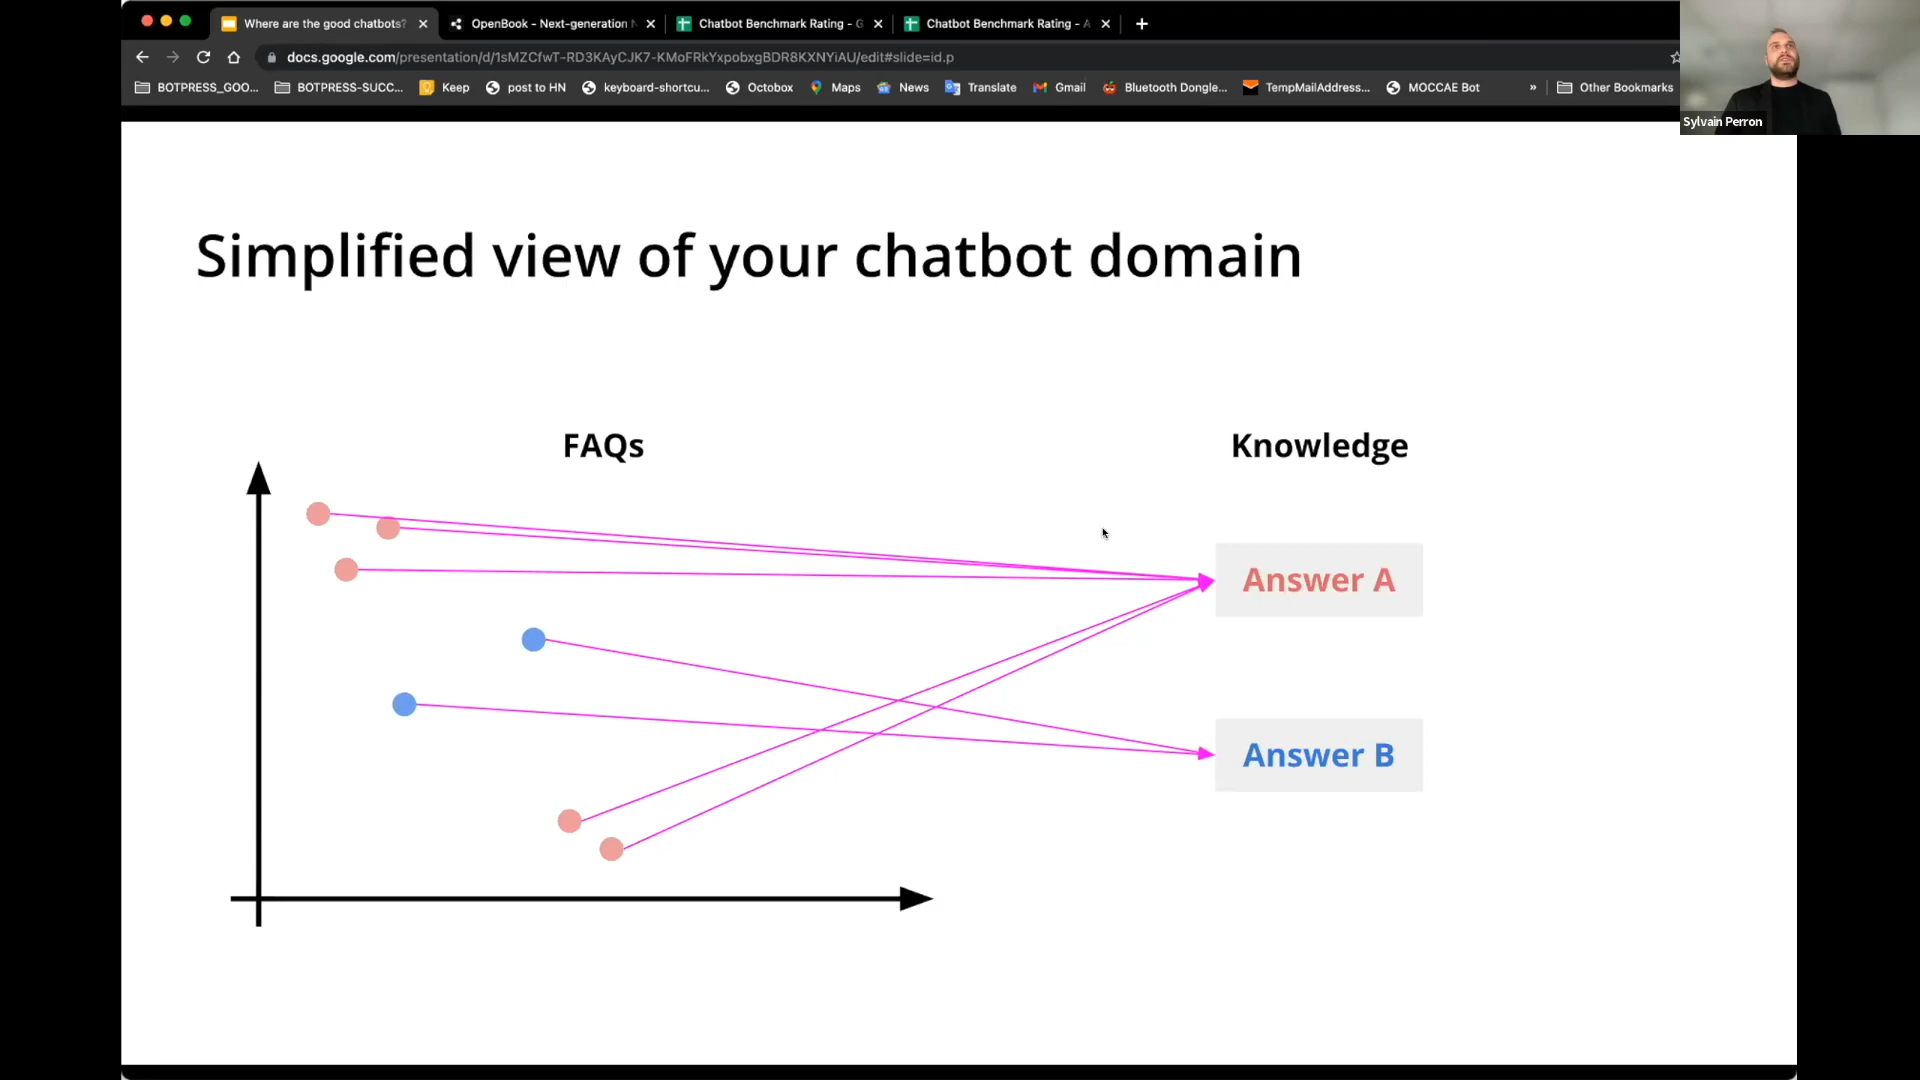 Where are the good chatbots?
OpenBook - Next-generation N
Chatbot Benchmark Rating - G
Chatbot Benchmark Rating - A
docs.google.com/presentation/d/1sMZCfwT-RD3KAyCJK7-KMoFRkYxpobxgBDR8KXNYiAU/edit#slide=id.p
BOTPRESS_GOO...
BOTPRESS-SUCC...
Keep
post to HN
keyboard-shortcu...
Octobox
Maps
News
Translate
Gmail
Bluetooth Dongle...
TempMailAddress...
MOCCAE Bot
»
Other Bookmarks
Sylvain Perron
Simplified view of your chatbot domain
FAQs
Knowledge
Answer A
Answer B